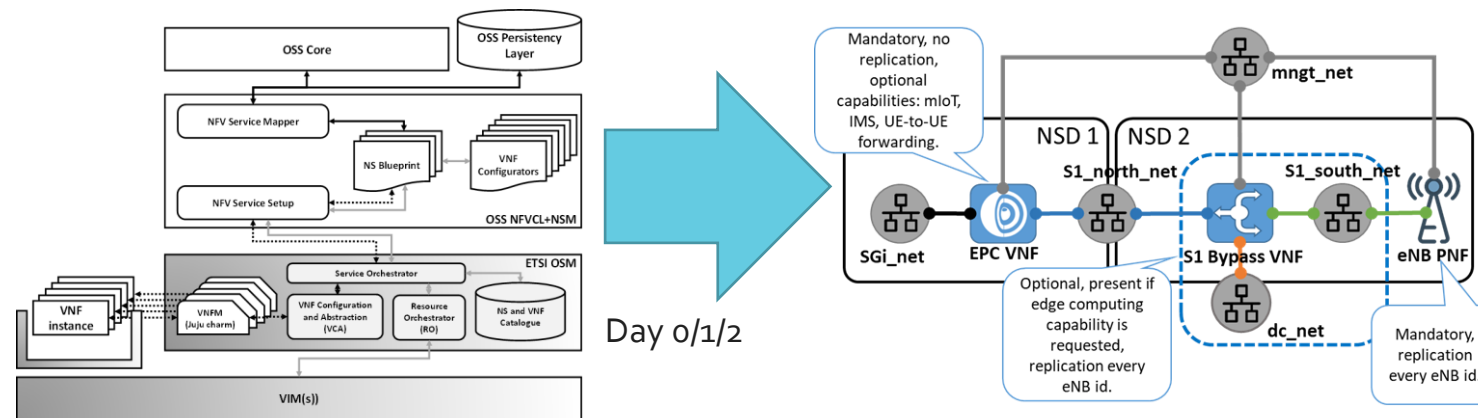 OSS Core
OSS Persistency
Layer
NFV Service Mapper
NS Blueprint
VNF
Configurators
NFV Service Setup
OSS NFVCL+NSM
ETSI OSM
Service Orchestrator
VNF Configuration
and Abstraction
(VCA)
Resource
Orchestrator
(RO)
NS and VNF
Catalogue
VNFM
(Juju charm)
VNF
instance
VIM(s))
Day 0/1/2
Mandatory, no
replication,
optional
capabilities: mIoT,
IMS, UE-to-UE
forwarding.
mngt_net
NSD 1
NSD 2
S1_north_net
S1_south_net
SGi_net
EPC VNF
S1 Bypass VNF
eNB PNF
dc_net
Optional, present if
edge computing
capability is
requested,
replication every
eNB id.
Mandatory,
replication
every eNB id.